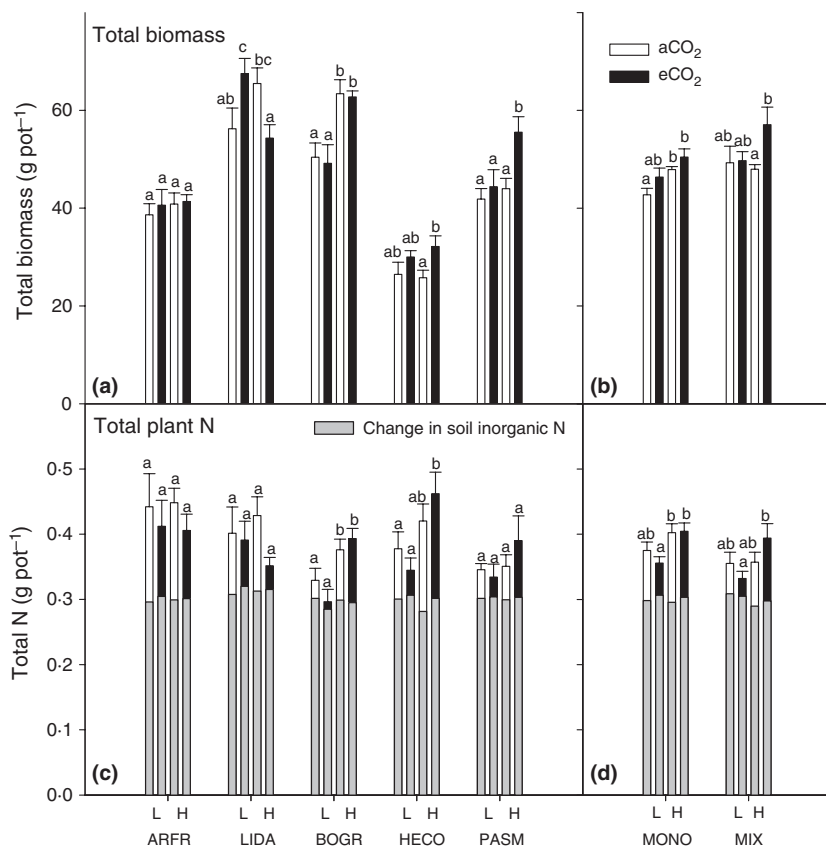 Total biomass
aCO₂
eCO₂
Total biomass (g pot⁻¹)
60
40
20
0
a a a a
ab c bc a
a a b b
ab ab a b
a a a b
a ab b b
ab ab a b
(a)
(b)
Total plant N
Change in soil inorganic N
Total N (g pot⁻¹)
0·5
0·4
0·3
0·2
0·1
0·0
a a a a
a a a a
a a b b
a a ab b
a a a a
ab a b b
ab a ab b
(c)
(d)
L H L H L H L H L H L H L H
ARFR LIDA BOGR HECO PASM MONO MIX